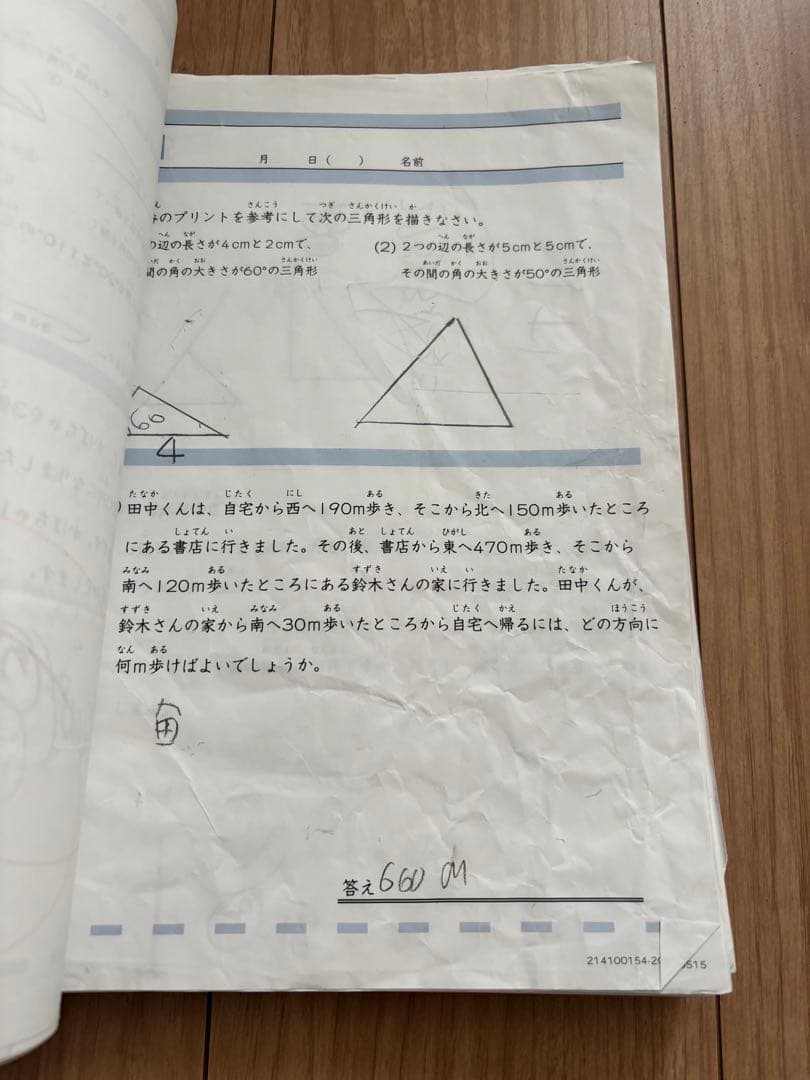 月 日( ) 名前
のプリントを参考にして次の三角形を描きなさい。
の辺の長さが4cmと2cmで、
間の角の大きさが60°の三角形
(2) 2つの辺の長さが5cmと5cmで、
その間の角の大きさが50°の三角形
60
4
)田中くんは、自宅から西へ190m歩き、そこから北へ150m歩いたところ
にある書店に行きました。その後、書店から東へ470m歩き、そこから
南へ120m歩いたところにある鈴木さんの家に行きました。田中くんが、
鈴木さんの家から南へ30m歩いたところから自宅へ帰るには、どの方向に
何m歩けばよいでしょうか。
答え 660 m
214100154-20
515